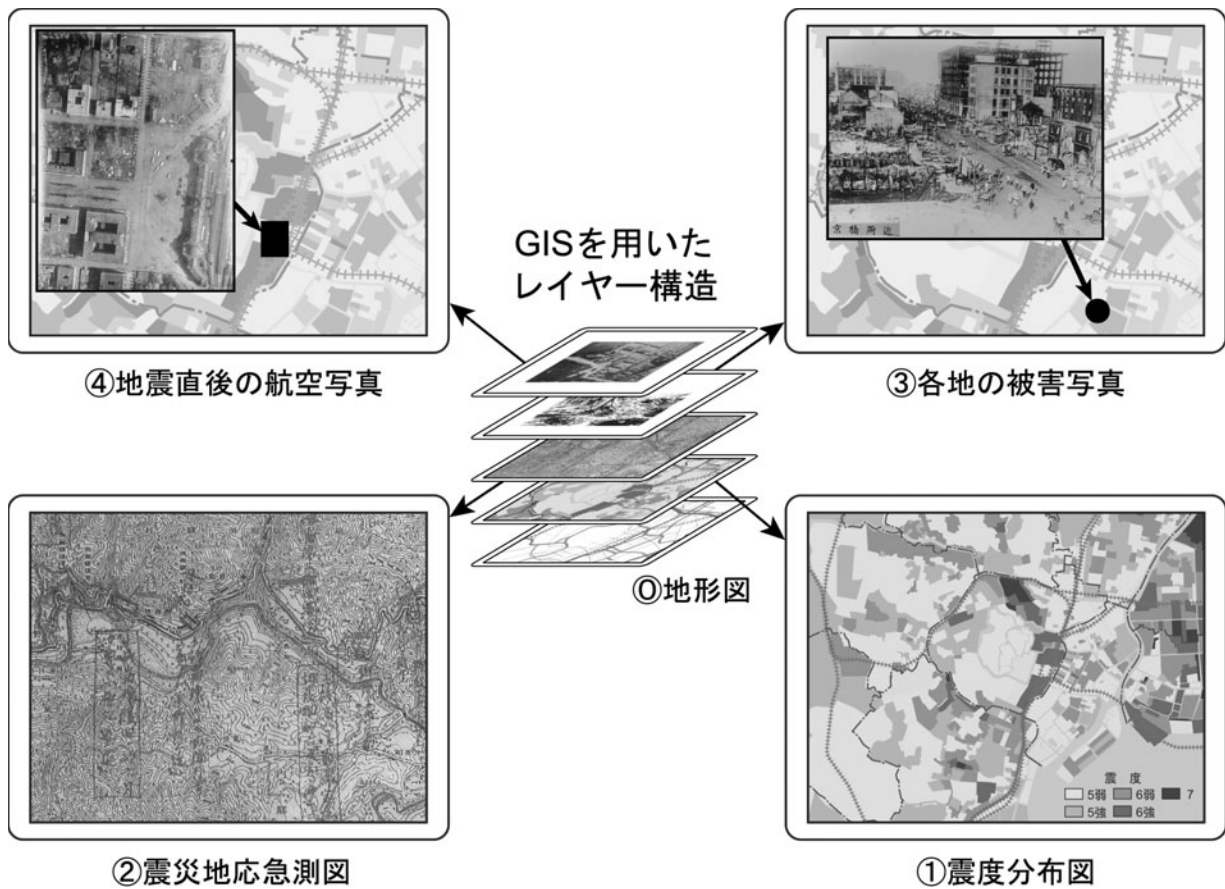 GISを用いた
レイヤー構造
京橋附近
④地震直後の航空写真
③各地の被害写真
⓪地形図
震 度
5弱 6弱 7
5強 6強
②震災地応急測図
①震度分布図